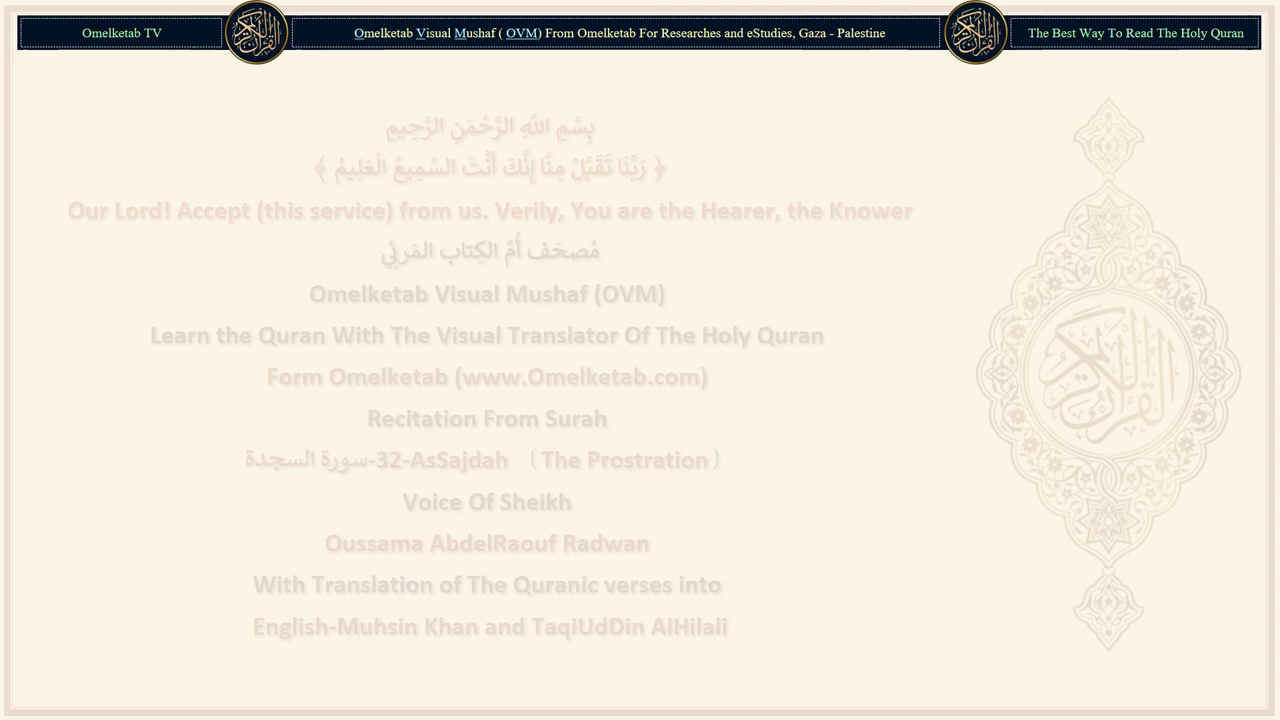 Omelketab TV
Omelketab Visual Mushaf ( OVM) From Omelketab For Researches and eStudies, Gaza - Palestine
The Best Way To Read The Holy Quran
بِسْمِ اللَّهِ الرَّحْمَنِ الرَّحِيمِ
﴿ رَبَّنَا تَقَبَّلْ مِنَّا إِنَّكَ أَنْتَ السَّمِيعُ الْعَلِيمُ ﴾
Our Lord! Accept (this service) from us. Verily, You are the Hearer, the Knower
مُصحَف أُمّ الكِتاب المَرئِي
Omelketab Visual Mushaf (OVM)
Learn the Quran With The Visual Translator Of The Holy Quran
Form Omelketab (www.Omelketab.com)
Recitation From Surah
سورة السجدة-32-AsSajdah 〔The Prostration〕
Voice Of Sheikh
Oussama AbdelRaouf Radwan
With Translation of The Quranic verses into
English-Muhsin Khan and TaqiUdDin AlHilali